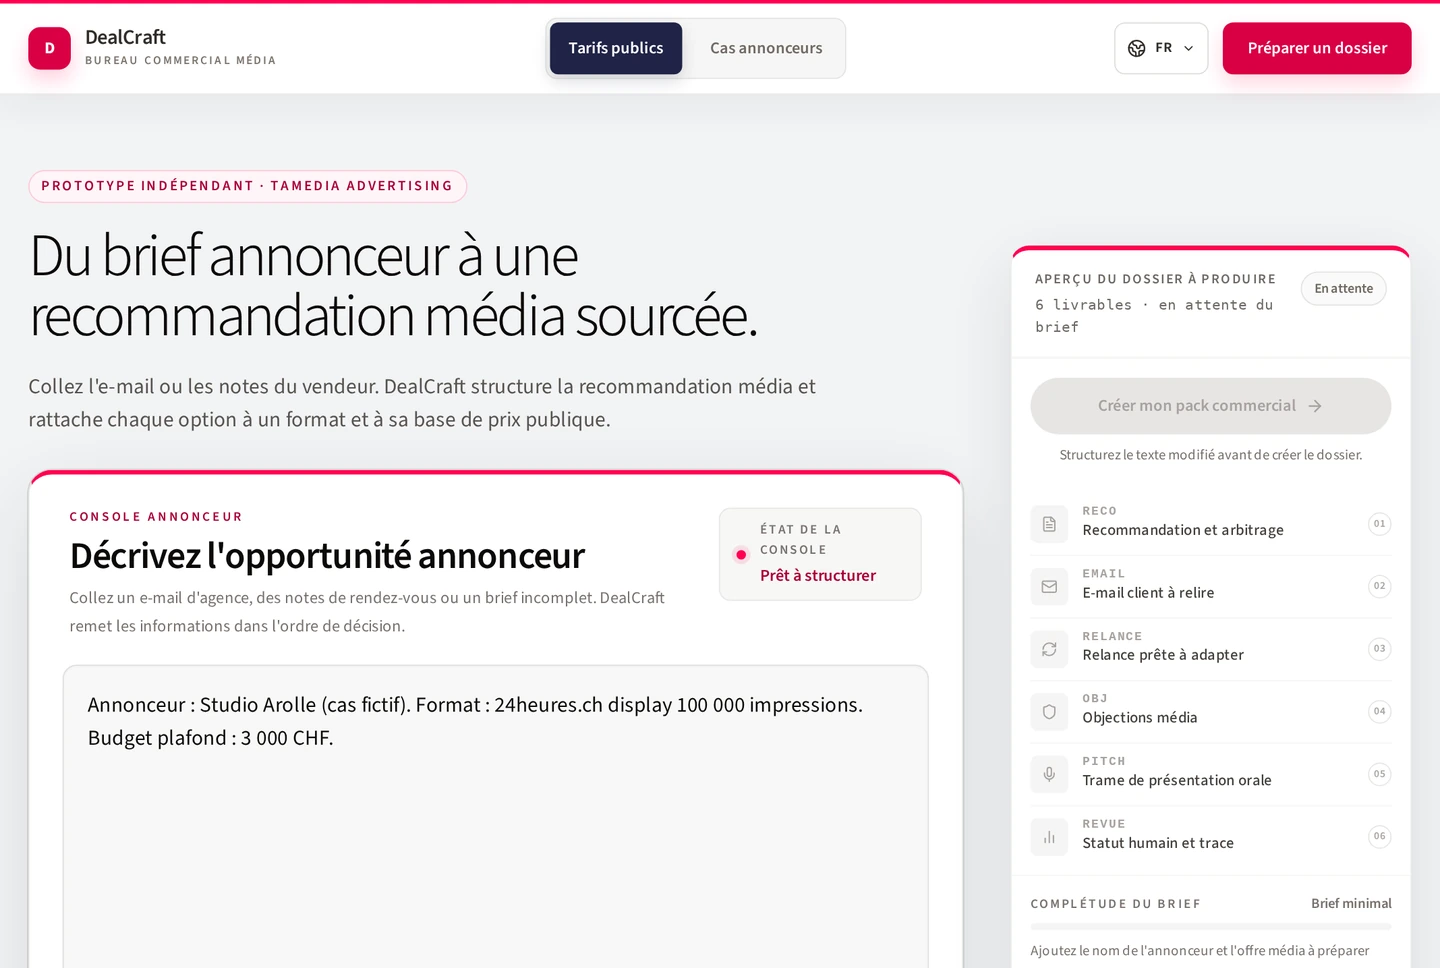 D
DealCraft
BUREAU COMMERCIAL MÉDIA
Tarifs publics
Cas annonceurs
FR
Préparer un dossier
PROTOTYPE INDÉPENDANT · TAMEDIA ADVERTISING
Du brief annonceur à une
recommandation média sourcée.
Collez l'e-mail ou les notes du vendeur. DealCraft structure la recommandation média et
rattache chaque option à un format et à sa base de prix publique.
CONSOLE ANNONCEUR
Décrivez l'opportunité annonceur
Collez un e-mail d'agence, des notes de rendez-vous ou un brief incomplet. DealCraft
remet les informations dans l'ordre de décision.
ÉTAT DE LA
CONSOLE
Prêt à structurer
Annonceur : Studio Arolle (cas fictif). Format : 24heures.ch display 100 000 impressions.
Budget plafond : 3 000 CHF.
APERÇU DU DOSSIER À PRODUIRE
6 livrables · en attente du
brief
En attente
Créer mon pack commercial
Structurez le texte modifié avant de créer le dossier.
RECO
Recommandation et arbitrage
01
EMAIL
E-mail client à relire
02
RELANCE
Relance prête à adapter
03
OBJ
Objections média
04
PITCH
Trame de présentation orale
05
REVUE
Statut humain et trace
06
COMPLÉTUDE DU BRIEF
Brief minimal
Ajoutez le nom de l'annonceur et l'offre média à préparer